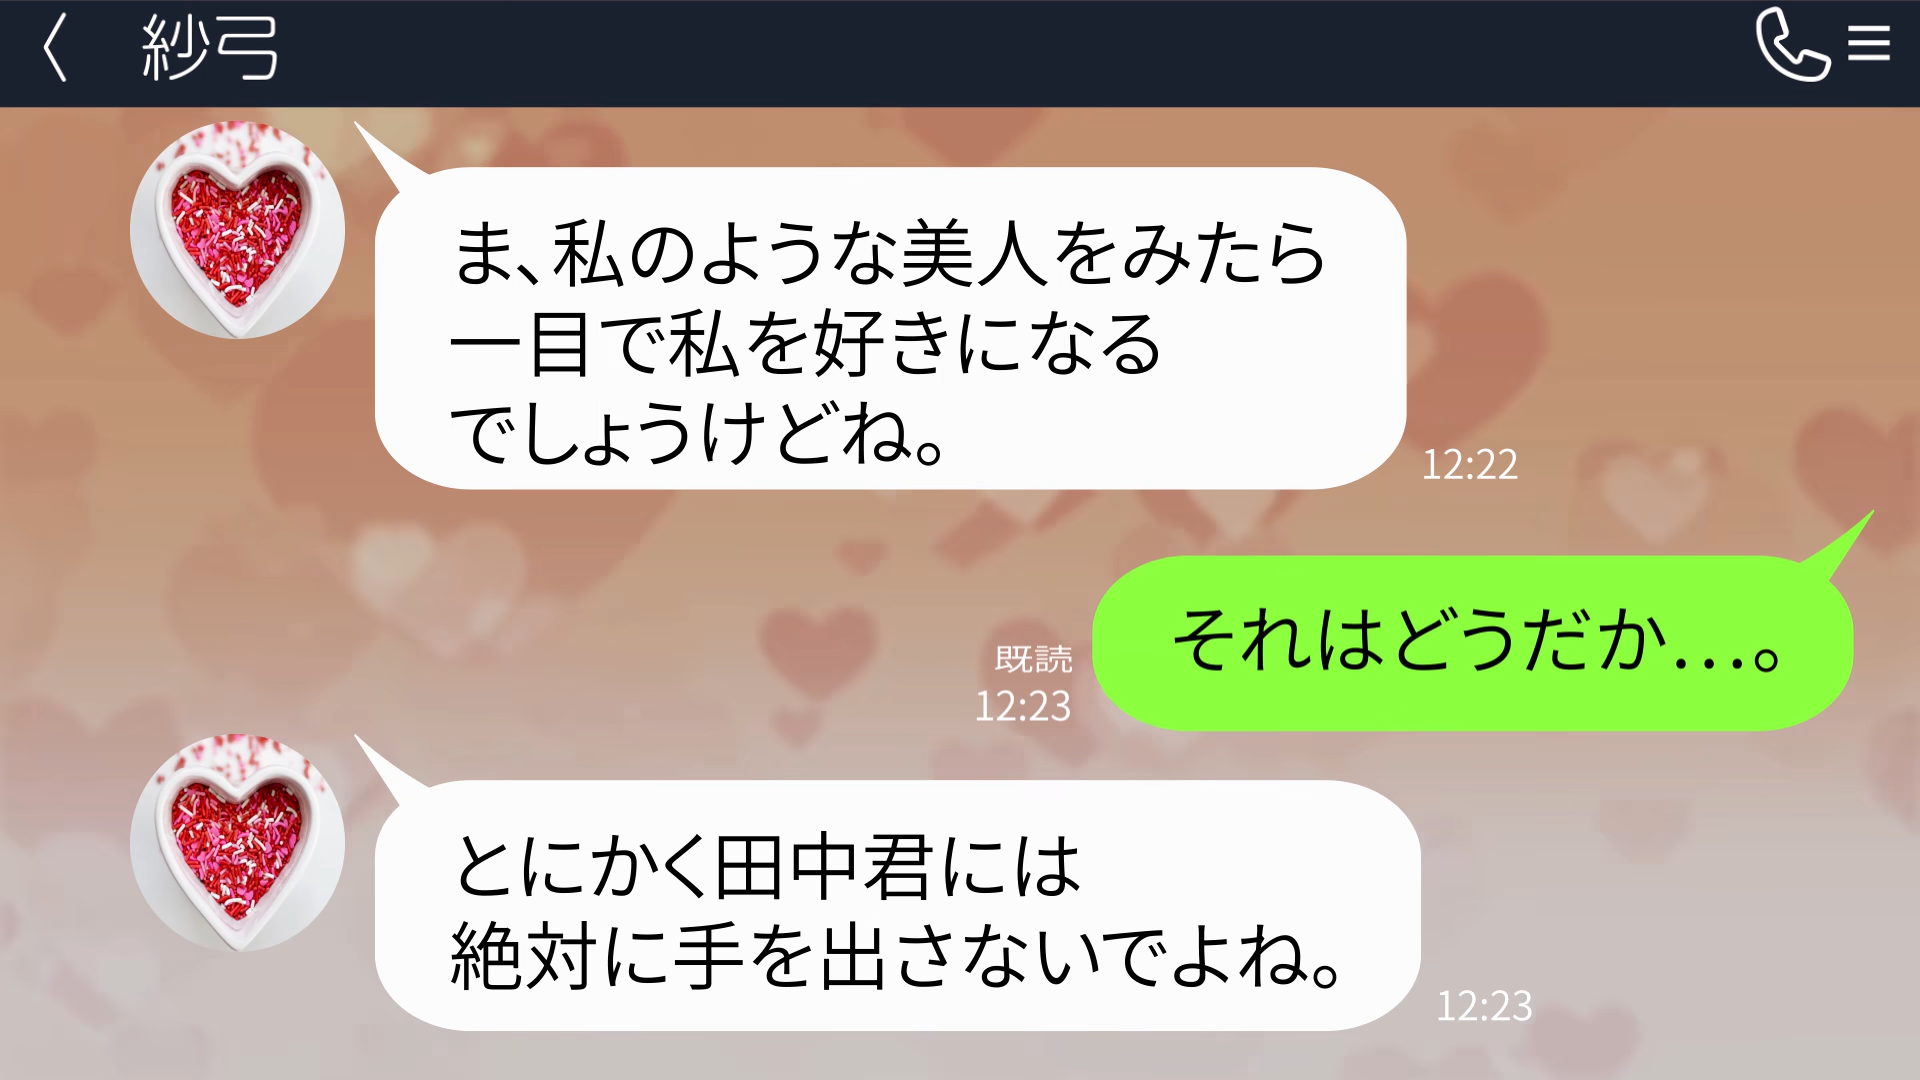 紗弓
ま、私のような美人をみたら
一目で私を好きになる
でしょうけどね。
12:22
それはどうだか…。
既読
12:23
とにかく田中君には
絶対に手を出さないでよね。
12:23